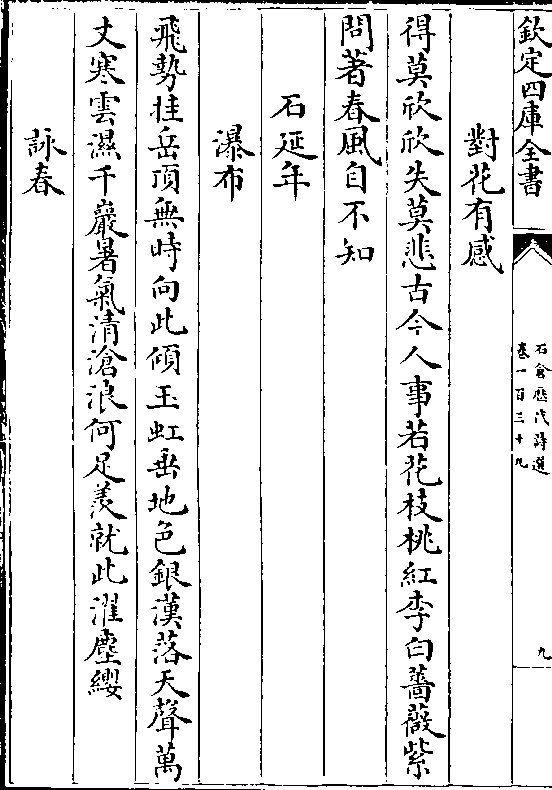 欽定四庫全書
石倉歷代詩選
卷一百三十九
九
對花有感
得莫欣欣失莫悲古今人事若花枝桃紅李白薔薇紫
問著春風自不知
石延年
瀑布
飛勢挂岳頂無時向此傾玉虹垂地色銀漢落天聲萬
丈寒雲濕千巖暑氣清滄浪何足羡就此濯塵纓
詠春